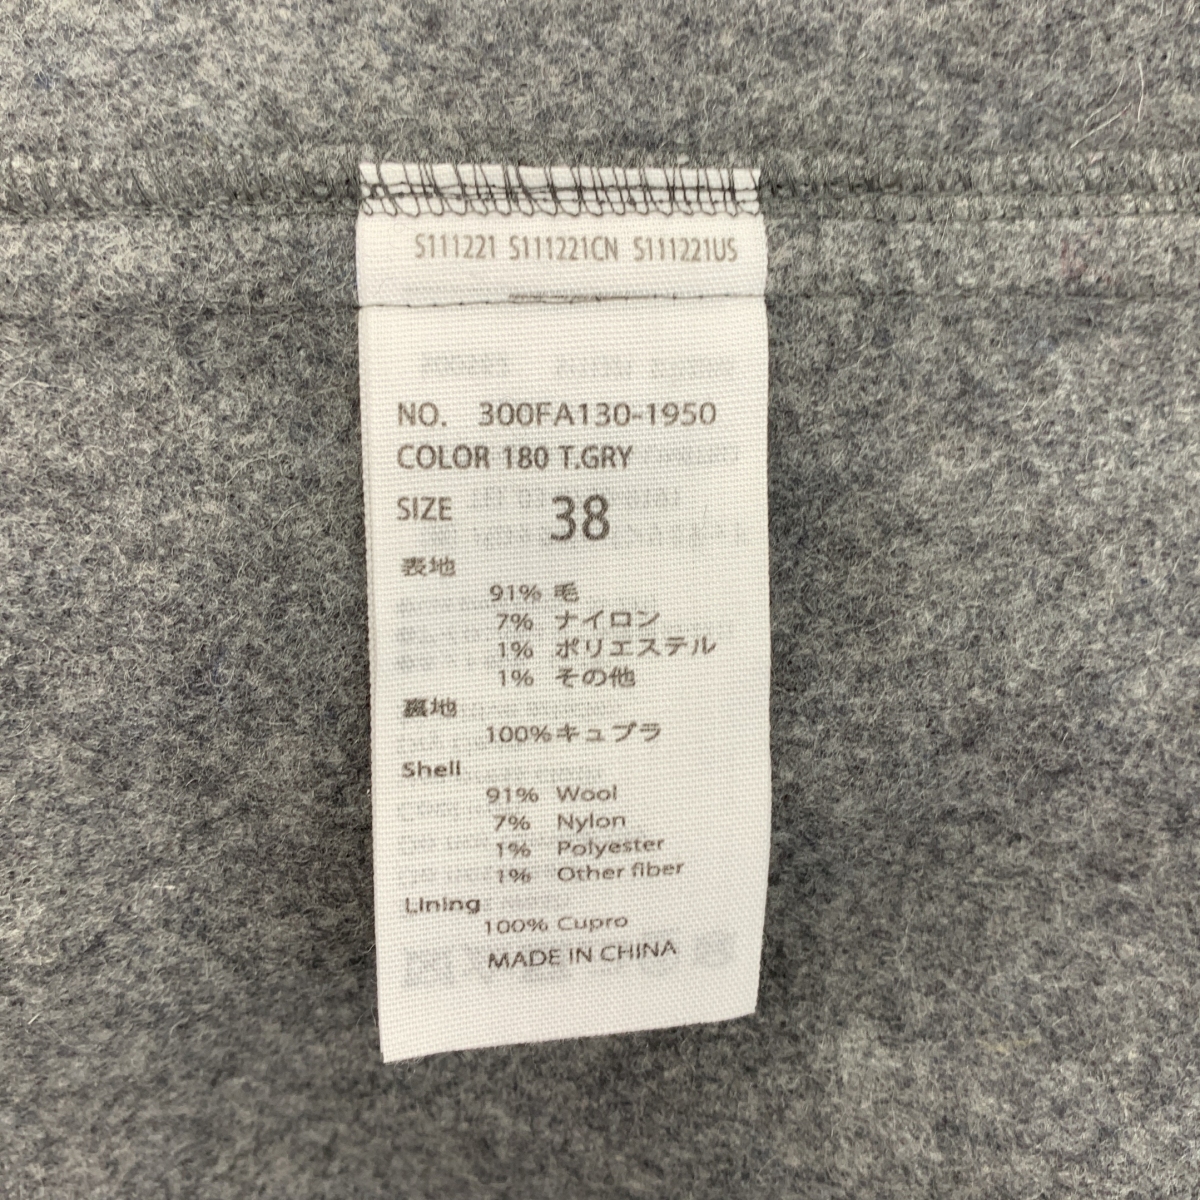 S111221 S111221CN S111221US
NO. 300FA130-1950
COLOR 180 T.GRY
SIZE 38
表地
91% 毛
7% ナイロン
1% ポリエステル
1% その他
裏地
100%キュプラ
Shell
91% Wool
7% Nylon
1% Polyester
1% Other fiber
Lining
100% Cupro
MADE IN CHINA